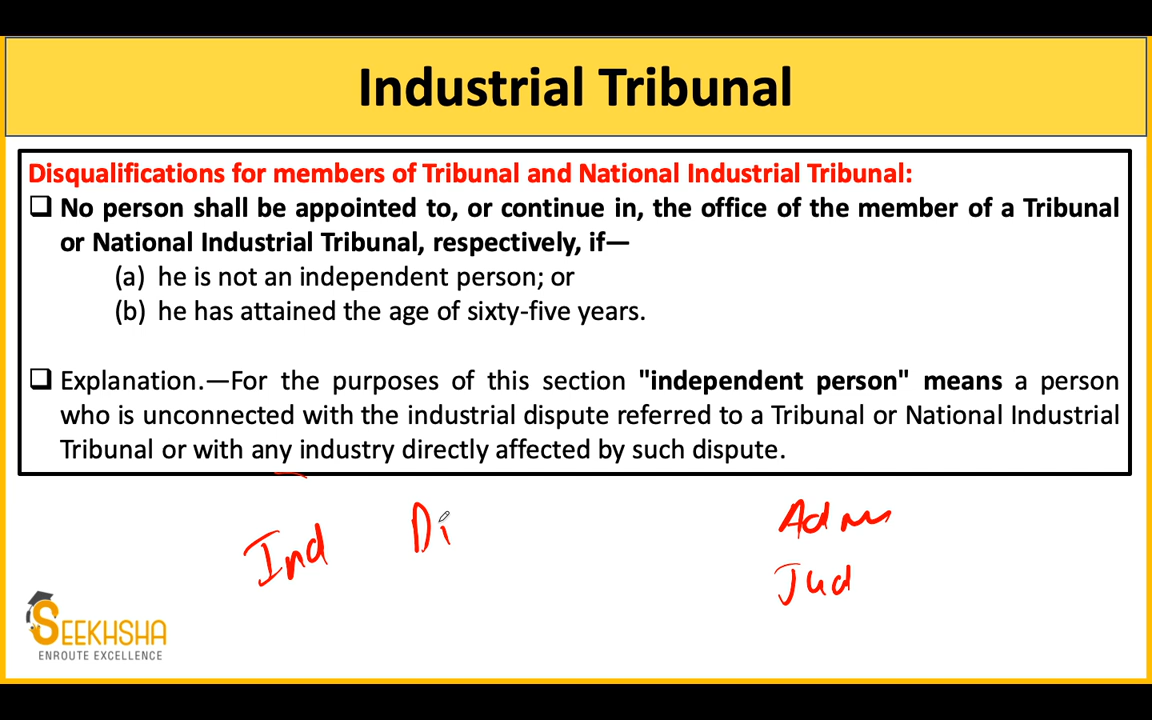 Industrial Tribunal
Disqualifications for members of Tribunal and National Industrial Tribunal:
❑ No person shall be appointed to, or continue in, the office of the member of a Tribunal
or National Industrial Tribunal, respectively, if—
(a) he is not an independent person; or
(b) he has attained the age of sixty-five years.
❑ Explanation.—For the purposes of this section "independent person" means a person
who is unconnected with the industrial dispute referred to a Tribunal or National Industrial
Tribunal or with any industry directly affected by such dispute.
Ind Di Adm
Jud
SEEKHSHA
ENROUTE EXCELLENCE